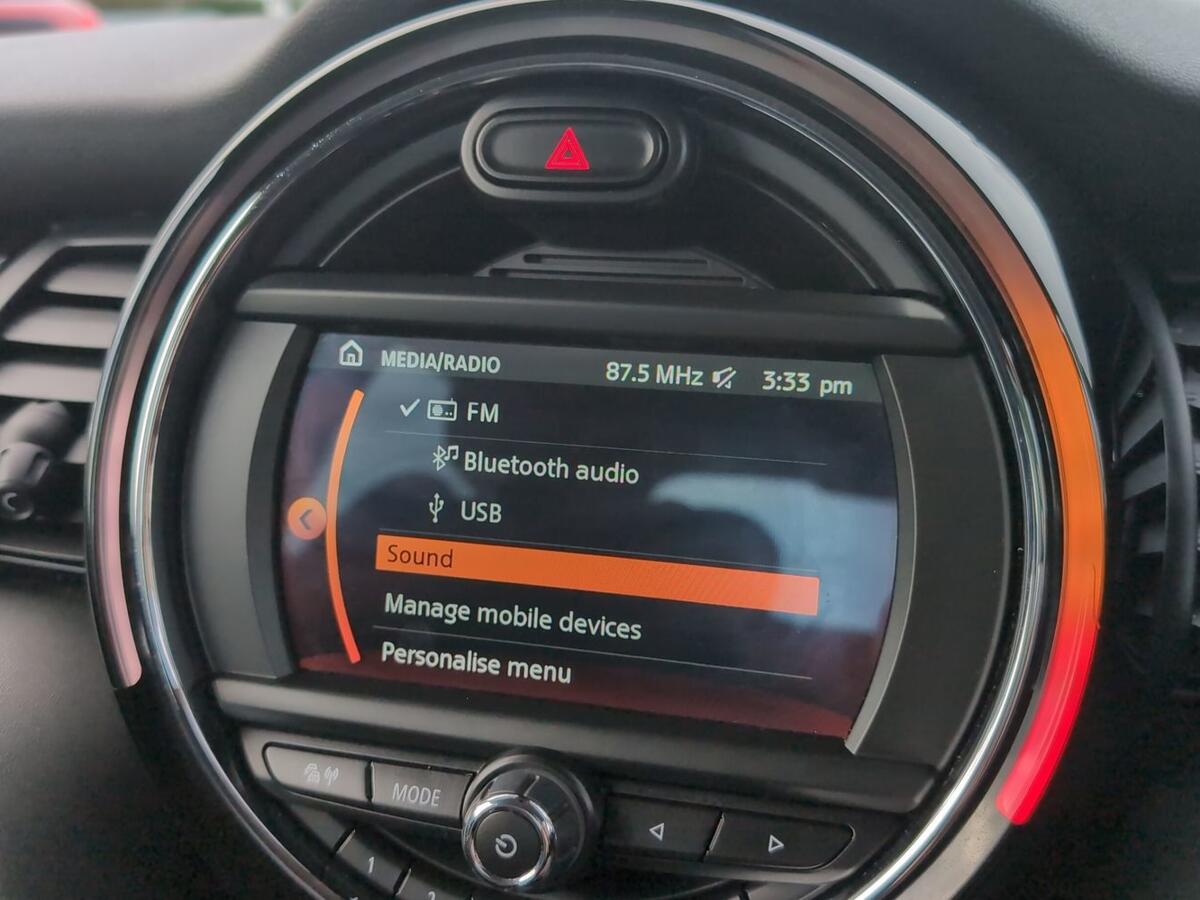 MEDIA/RADIO 87.5 MHz 3:33 pm
FM
Bluetooth audio
USB
Sound
Manage mobile devices
Personalise menu
MODE
1
2